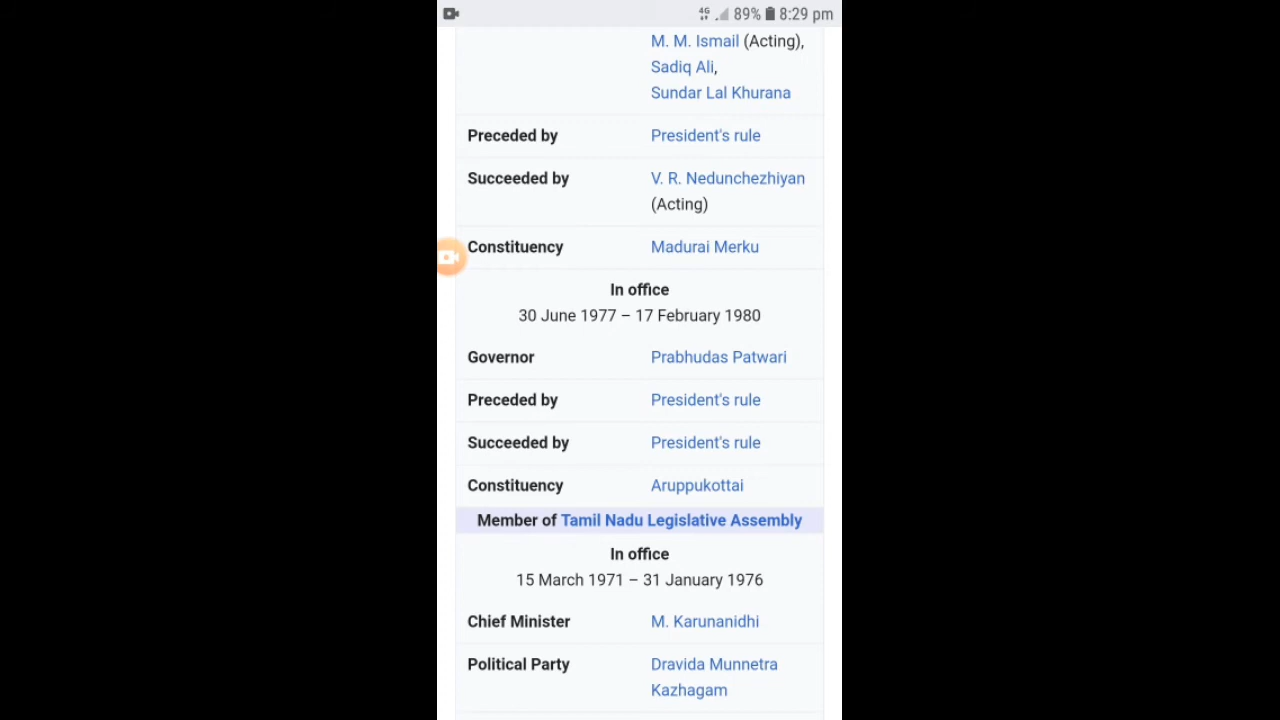 4G 89% 8:29 pm
M. M. Ismail (Acting),
Sadiq Ali,
Sundar Lal Khurana
Preceded by President's rule
Succeeded by V. R. Nedunchezhiyan
(Acting)
Constituency Madurai Merku
In office
30 June 1977 – 17 February 1980
Governor Prabhudas Patwari
Preceded by President's rule
Succeeded by President's rule
Constituency Aruppukottai
Member of Tamil Nadu Legislative Assembly
In office
15 March 1971 – 31 January 1976
Chief Minister M. Karunanidhi
Political Party Dravida Munnetra
Kazhagam